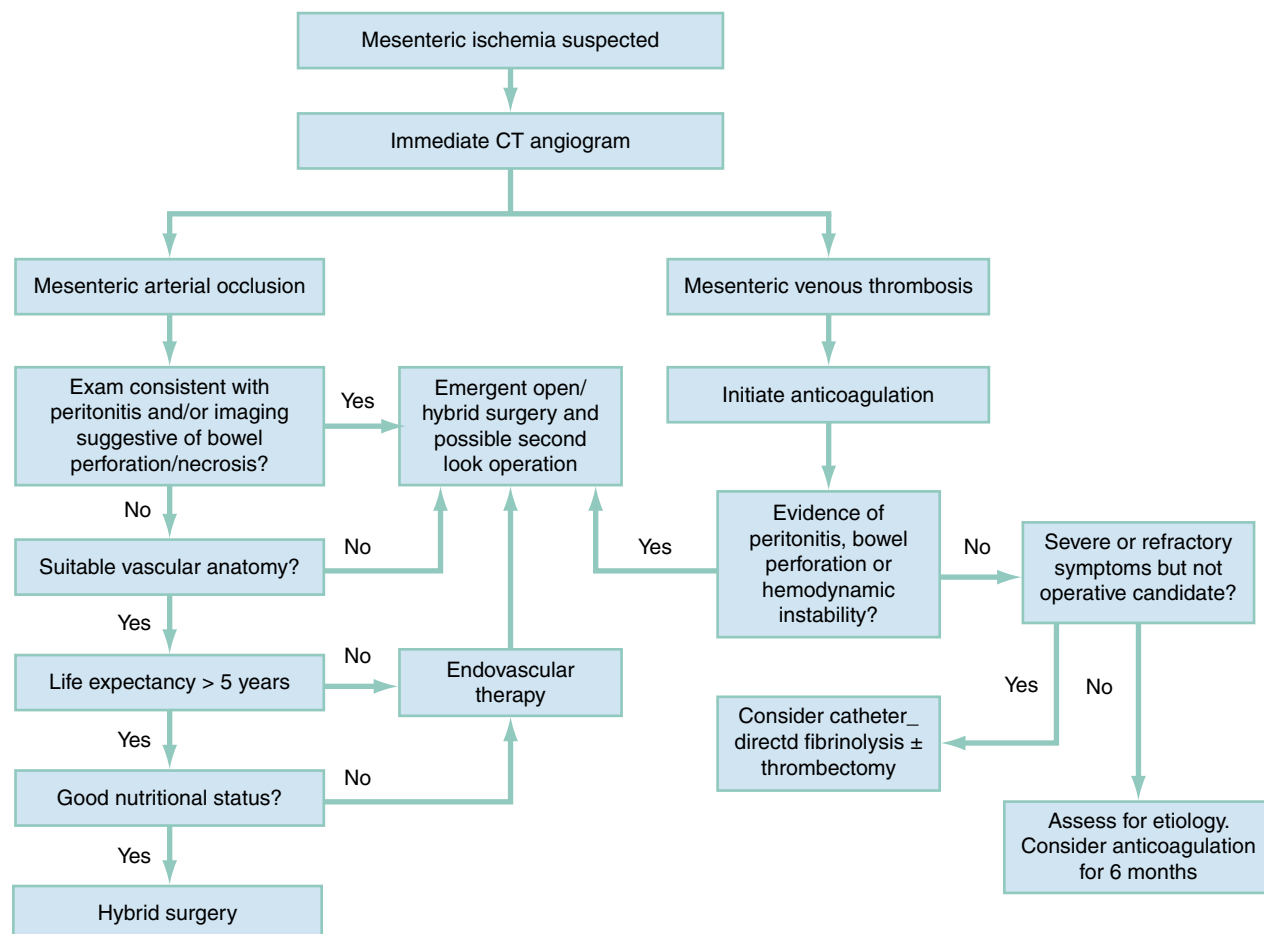 Mesenteric ischemia suspected
Immediate CT angiogram
Mesenteric arterial occlusion
Mesenteric venous thrombosis
Exam consistent with
peritonitis and/or imaging
suggestive of bowel
perforation/necrosis?
Yes
Emergent open/
hybrid surgery and
possible second
look operation
Initiate anticoagulation
No
Suitable vascular anatomy?
No
Yes
Evidence of
peritonitis, bowel
perforation or
hemodynamic
instability?
No
Severe or refractory
symptoms but not
operative candidate?
Yes
Life expectancy > 5 years
No
Endovascular
therapy
Yes
No
Consider catheter_
directd fibrinolysis ±
thrombectomy
Yes
Good nutritional status?
No
Assess for etiology.
Consider anticoagulation
for 6 months
Yes
Hybrid surgery